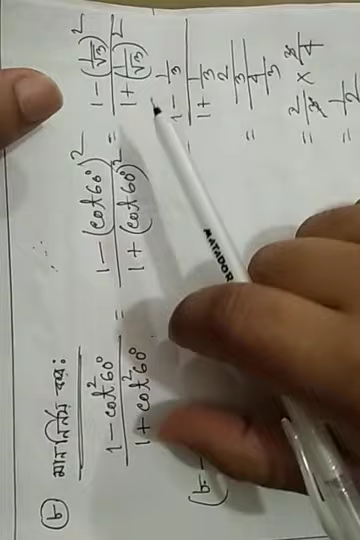 ৮ মান নির্নয় কর:
(1 - cot²60°)/(1 + cot²60°) = (1 - (cot60°)²)/(1 + (cot60°)²) = (1 - (1/√3)²)/(1 + (1/√3)²)
= (1 - 1/3)/(1 + 1/3)
= (2/3)/(4/3)
= 2/3 × 3/4
= 1/2
MATADOR